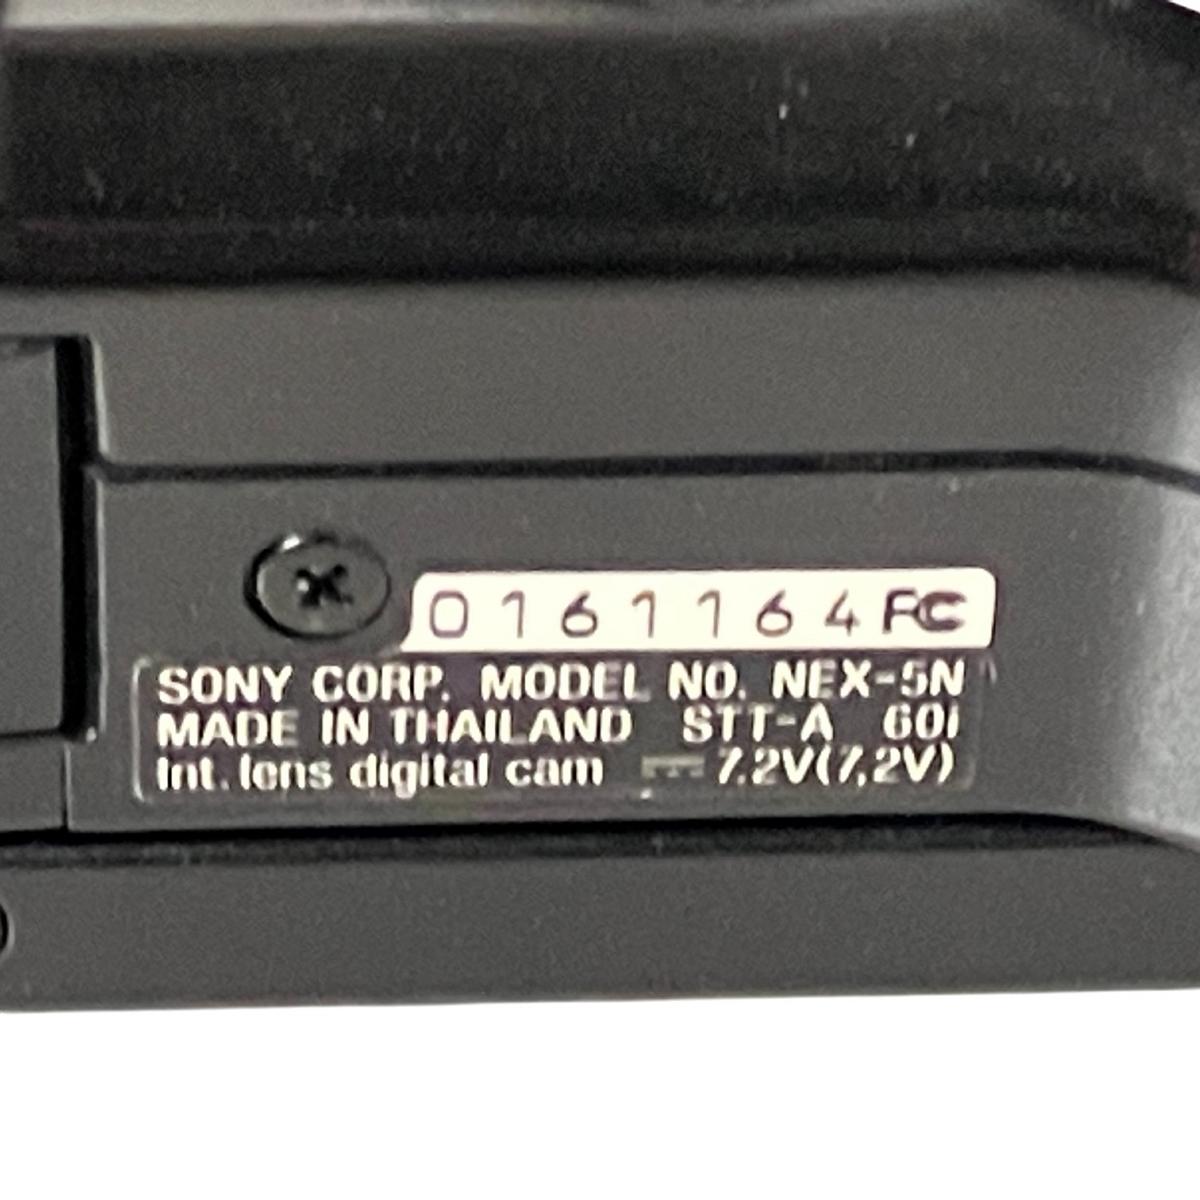 0161164 FC
SONY CORP. MODEL NO. NEX-5N
MADE IN THAILAND STT-A 60i
Int. lens digital cam ⎓ 7.2V(7,2V)